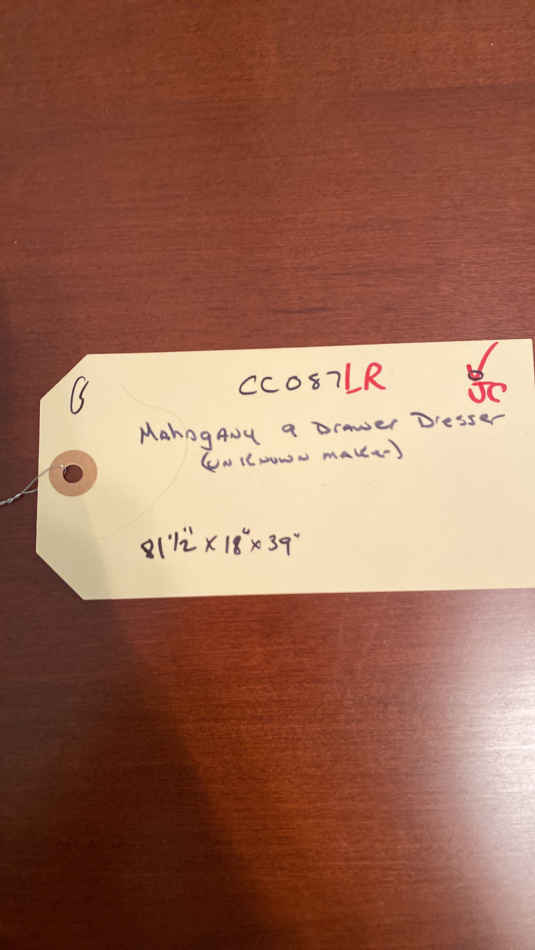 B
CC087LR
JC
Mahogany 9 Drawer Dresser
(unknown maker)
81 1/2" x 18" x 39"